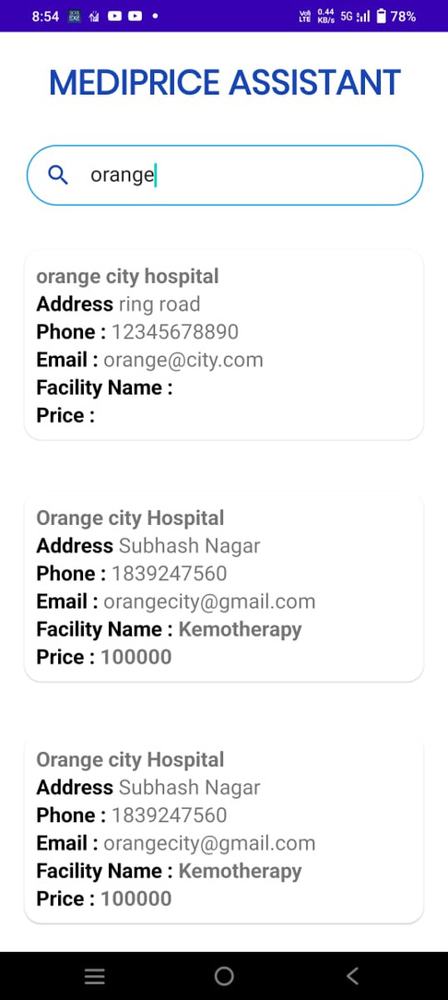 8:54 Vo) LTE 0.44 KB/s 5G 78%
MEDIPRICE ASSISTANT
orange
orange city hospital
Address ring road
Phone : 12345678890
Email : orange@city.com
Facility Name :
Price :
Orange city Hospital
Address Subhash Nagar
Phone : 1839247560
Email : orangecity@gmail.com
Facility Name : Kemotherapy
Price : 100000
Orange city Hospital
Address Subhash Nagar
Phone : 1839247560
Email : orangecity@gmail.com
Facility Name : Kemotherapy
Price : 100000